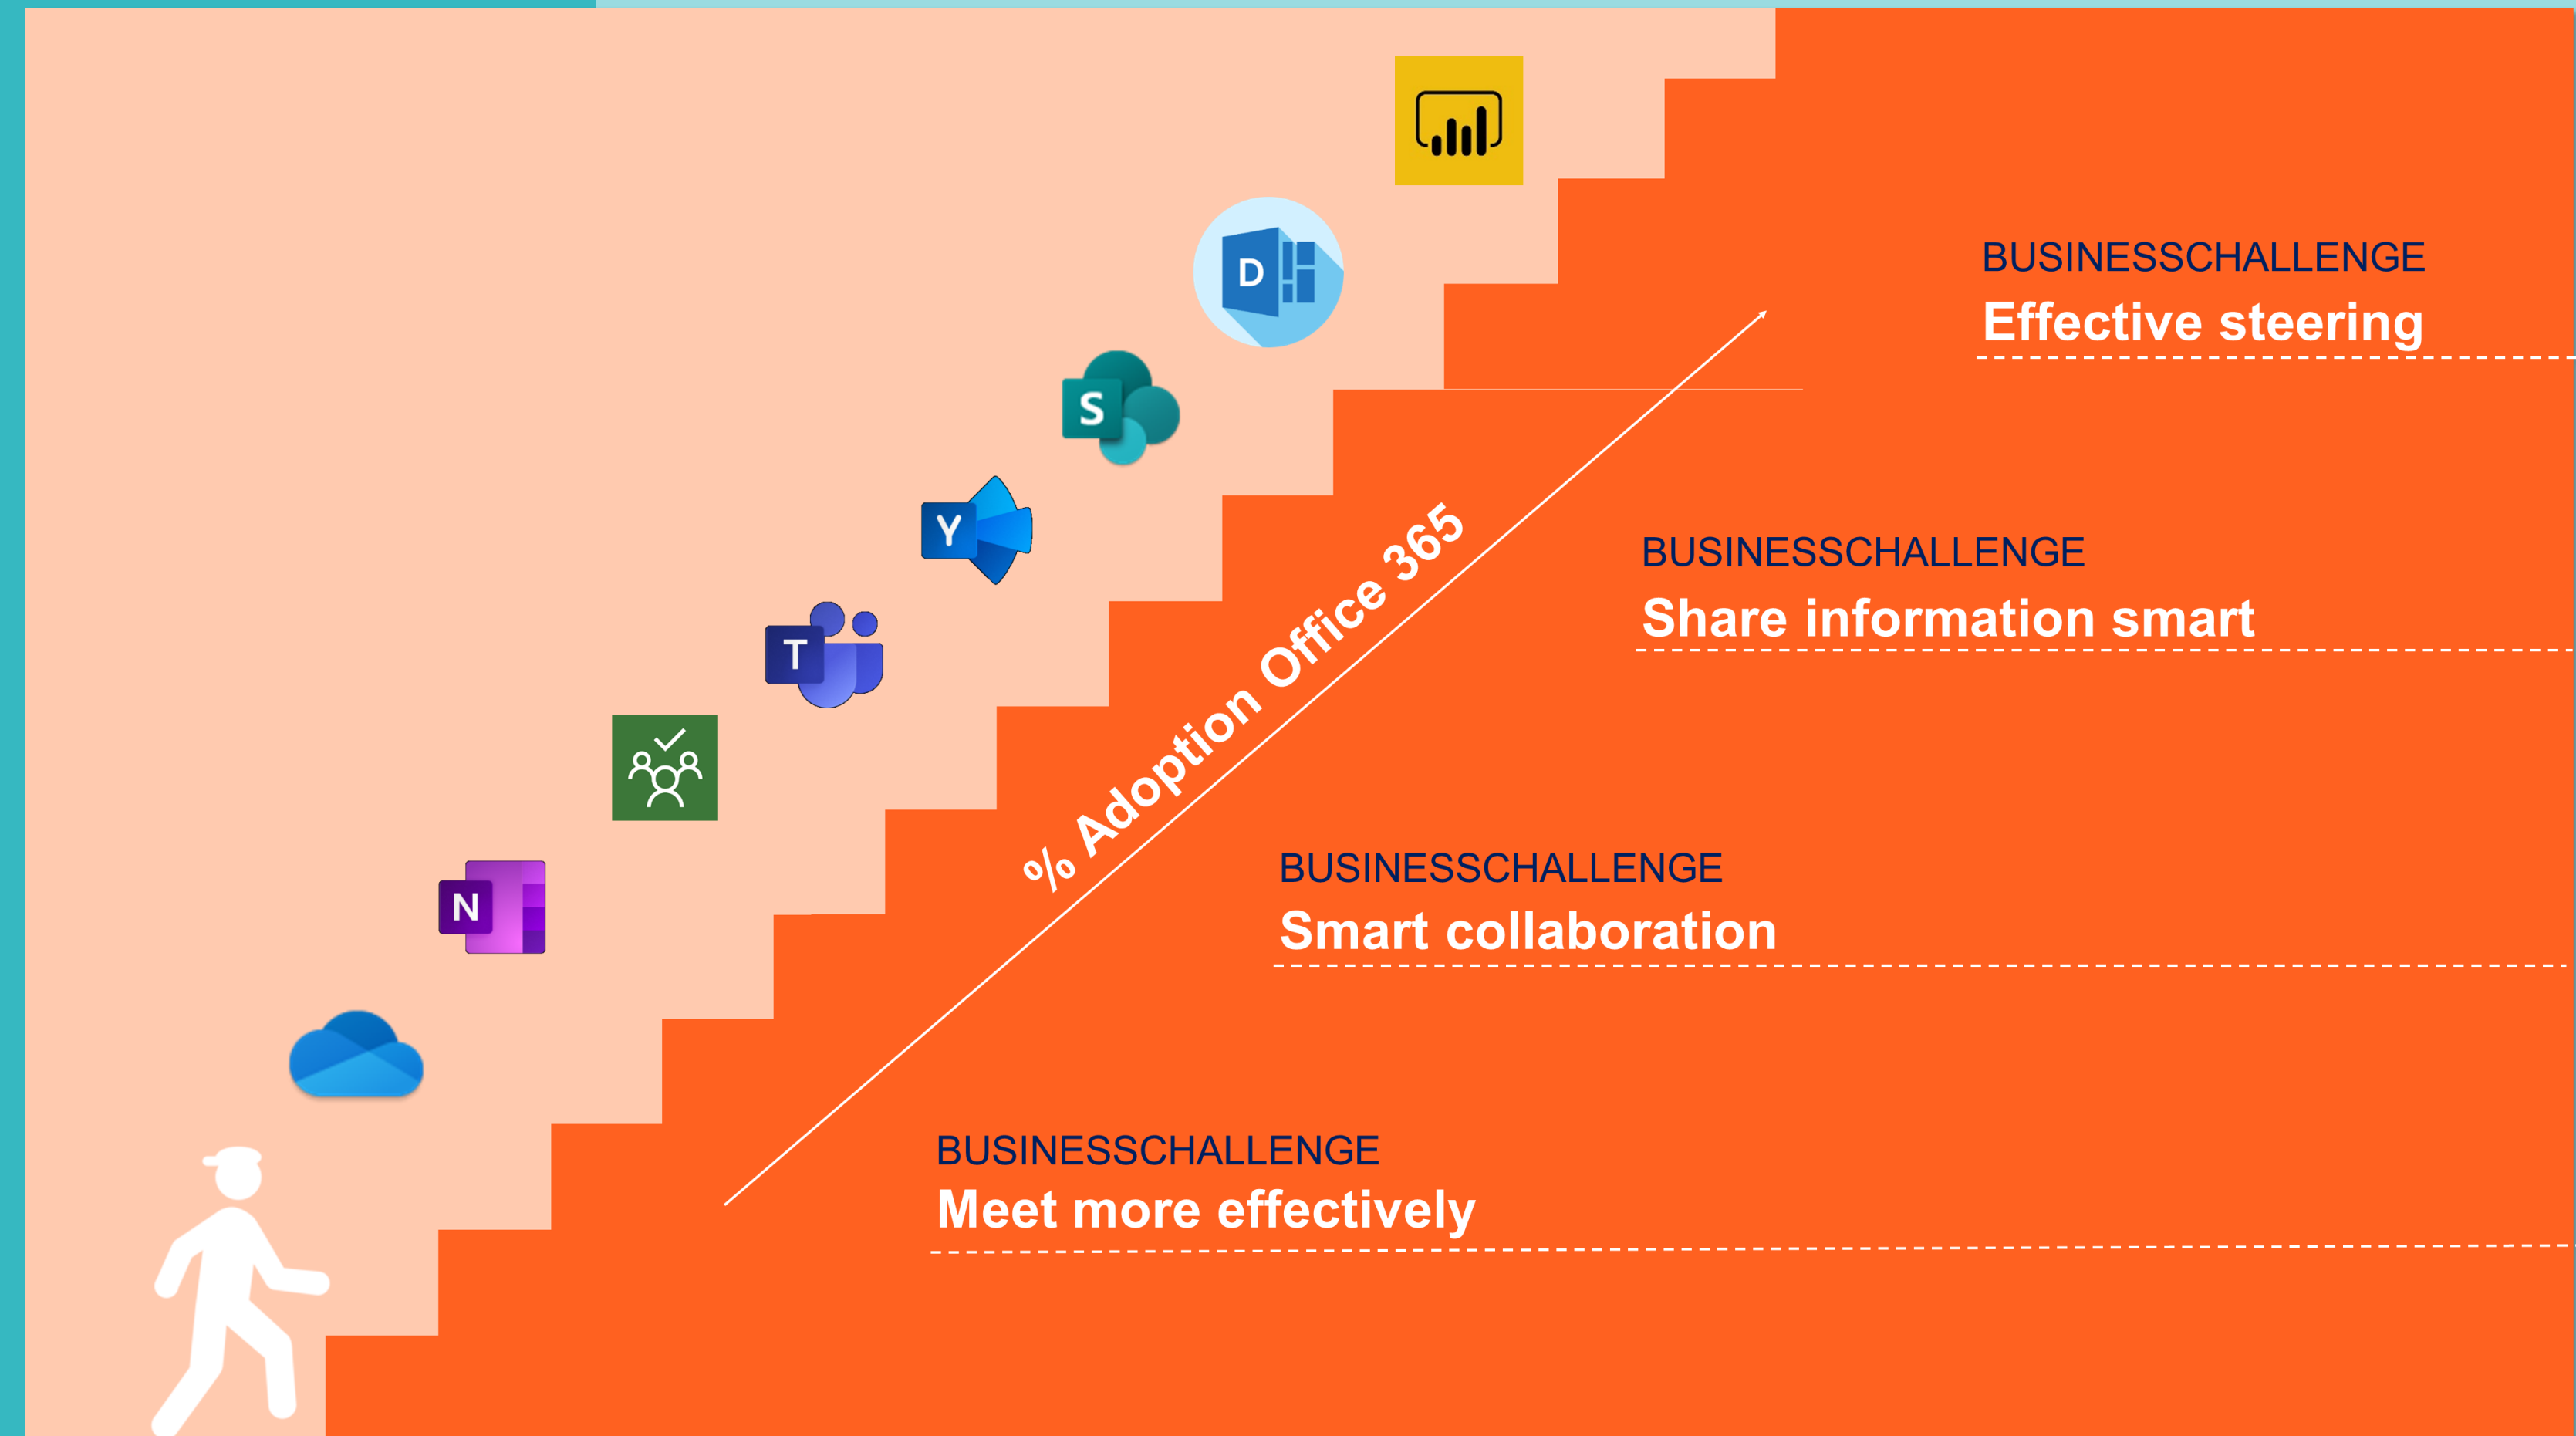 D
BUSINESSCHALLENGE
Effective steering
S
Y
BUSINESSCHALLENGE
Share information smart
T
% Adoption Office 365
N
BUSINESSCHALLENGE
Smart collaboration
BUSINESSCHALLENGE
Meet more effectively